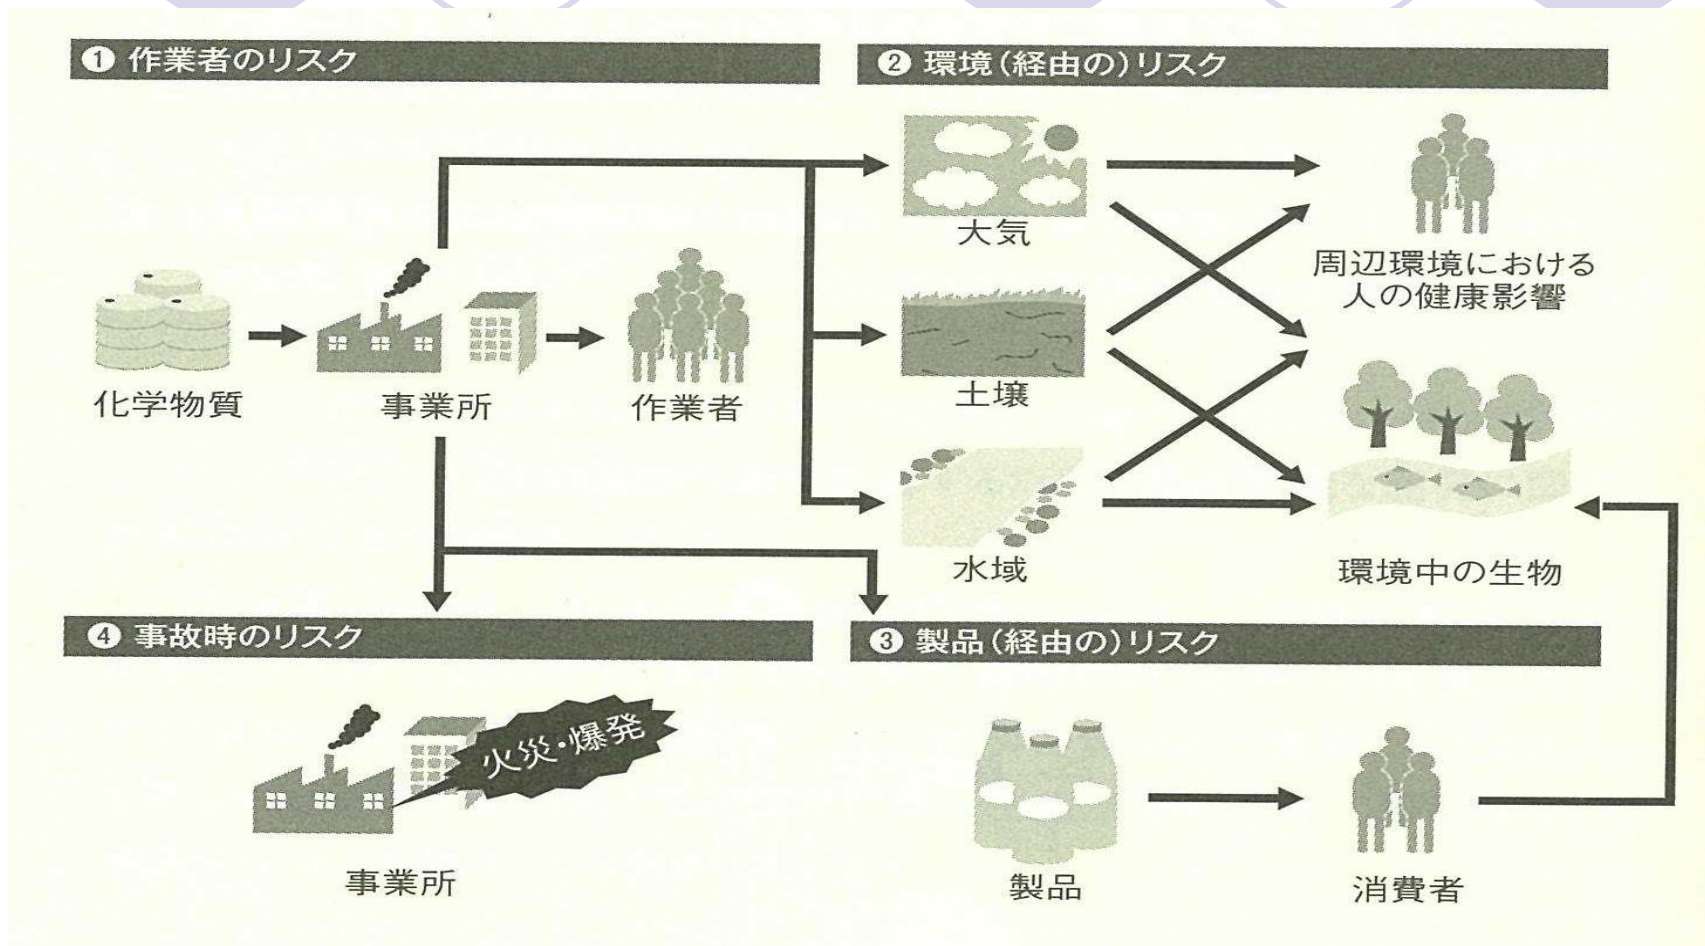 ❶ 作業者のリスク
❷ 環境(経由の)リスク
大気
周辺環境における
人の健康影響
化学物質
事業所
作業者
土壌
水域
環境中の生物
❹ 事故時のリスク
❸ 製品(経由の)リスク
火災・爆発
事業所
製品
消費者